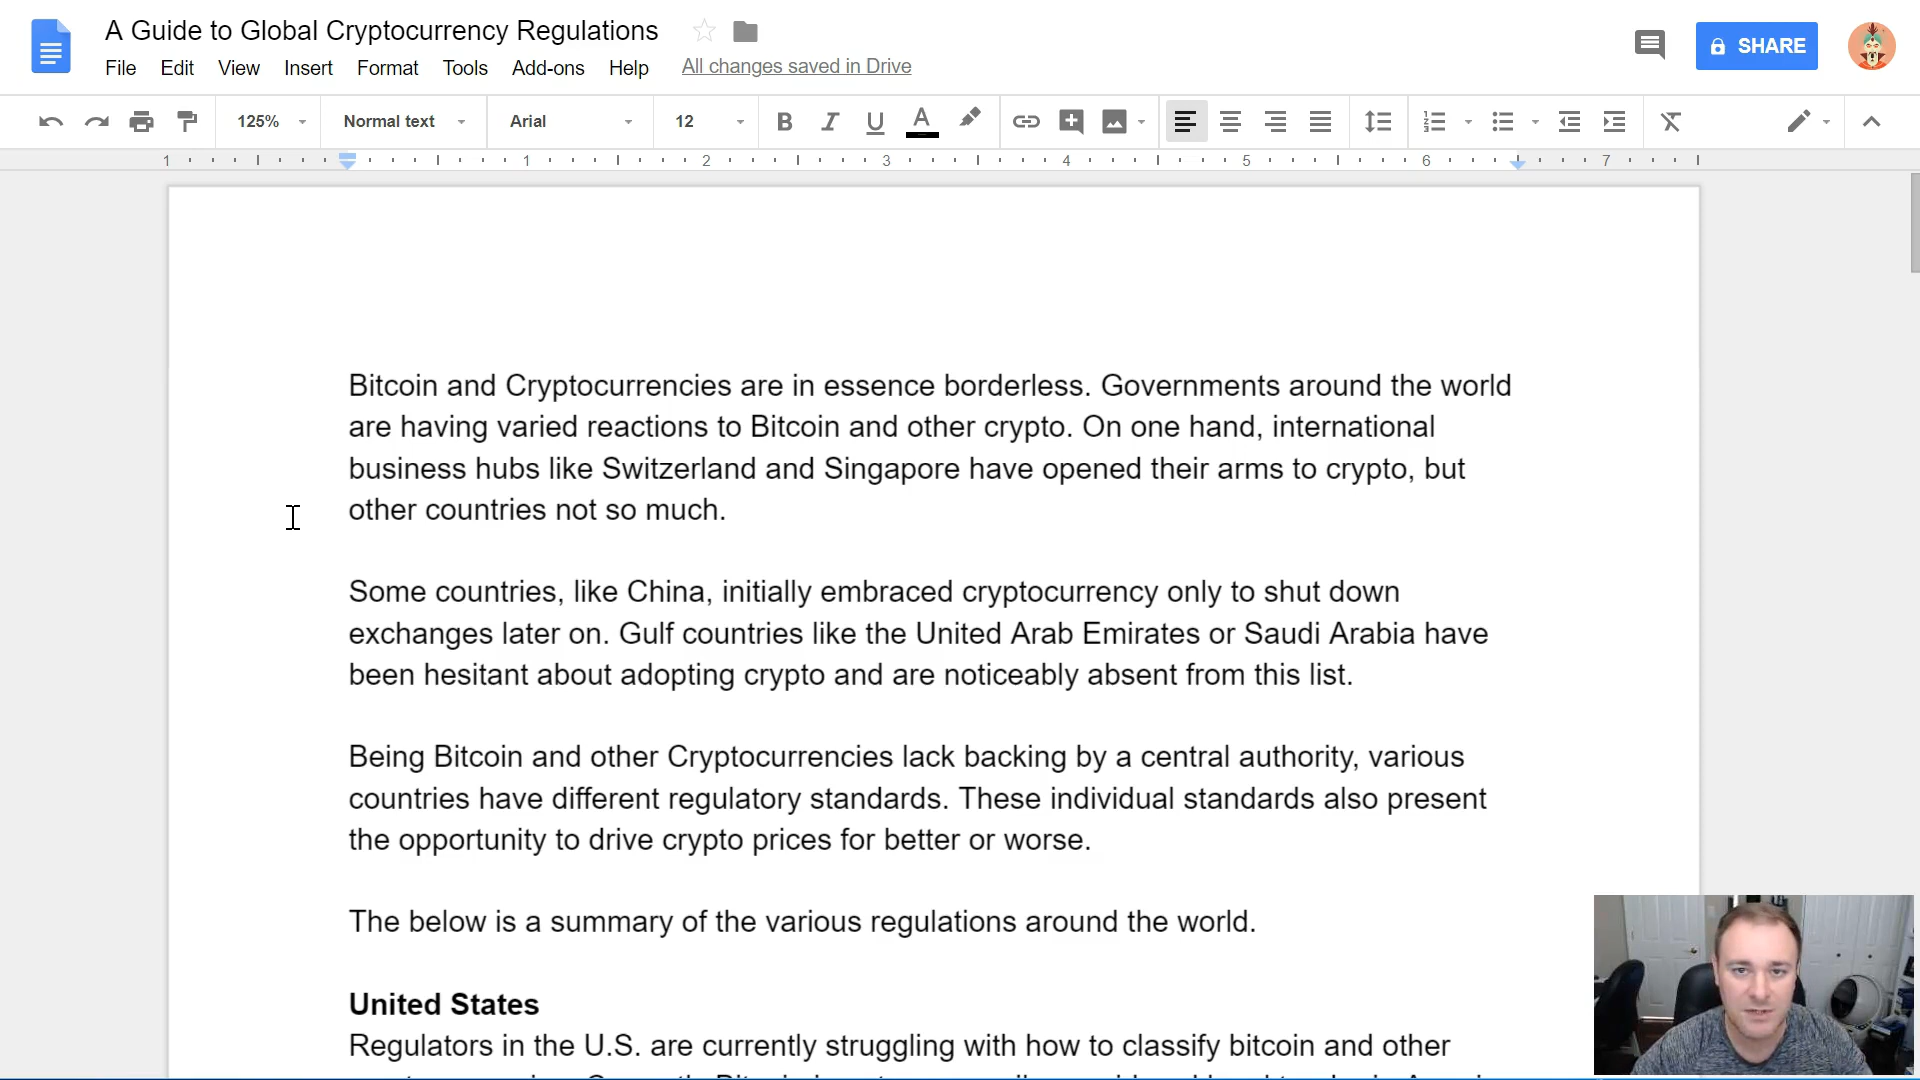 A Guide to Global Cryptocurrency Regulations
File Edit View Insert Format Tools Add-ons Help All changes saved in Drive
SHARE
125% Normal text Arial 12 B I U A
1 1 2 3 4 5 6 7
Bitcoin and Cryptocurrencies are in essence borderless. Governments around the world
are having varied reactions to Bitcoin and other crypto. On one hand, international
business hubs like Switzerland and Singapore have opened their arms to crypto, but
other countries not so much.
Some countries, like China, initially embraced cryptocurrency only to shut down
exchanges later on. Gulf countries like the United Arab Emirates or Saudi Arabia have
been hesitant about adopting crypto and are noticeably absent from this list.
Being Bitcoin and other Cryptocurrencies lack backing by a central authority, various
countries have different regulatory standards. These individual standards also present
the opportunity to drive crypto prices for better or worse.
The below is a summary of the various regulations around the world.
United States
Regulators in the U.S. are currently struggling with how to classify bitcoin and other